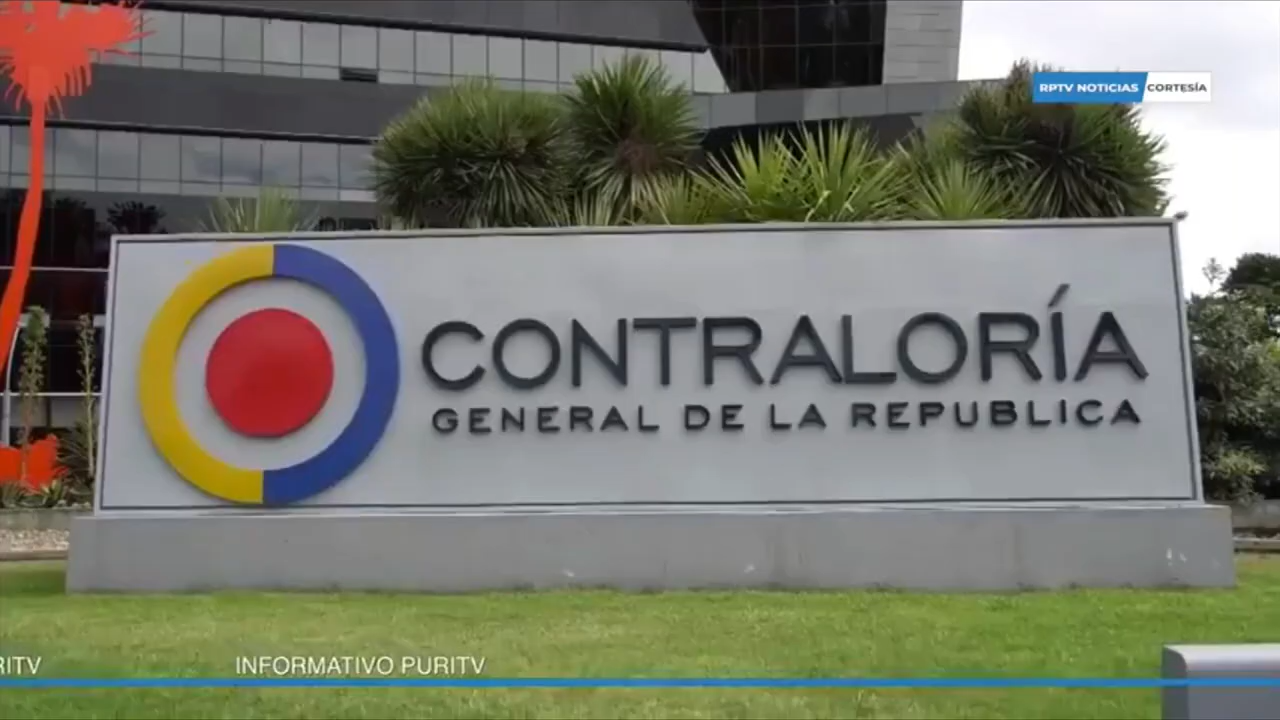 RPTV NOTICIAS CORTESÍA
CONTRALORÍA
GENERAL DE LA REPUBLICA
RITV INFORMATIVO PURITV